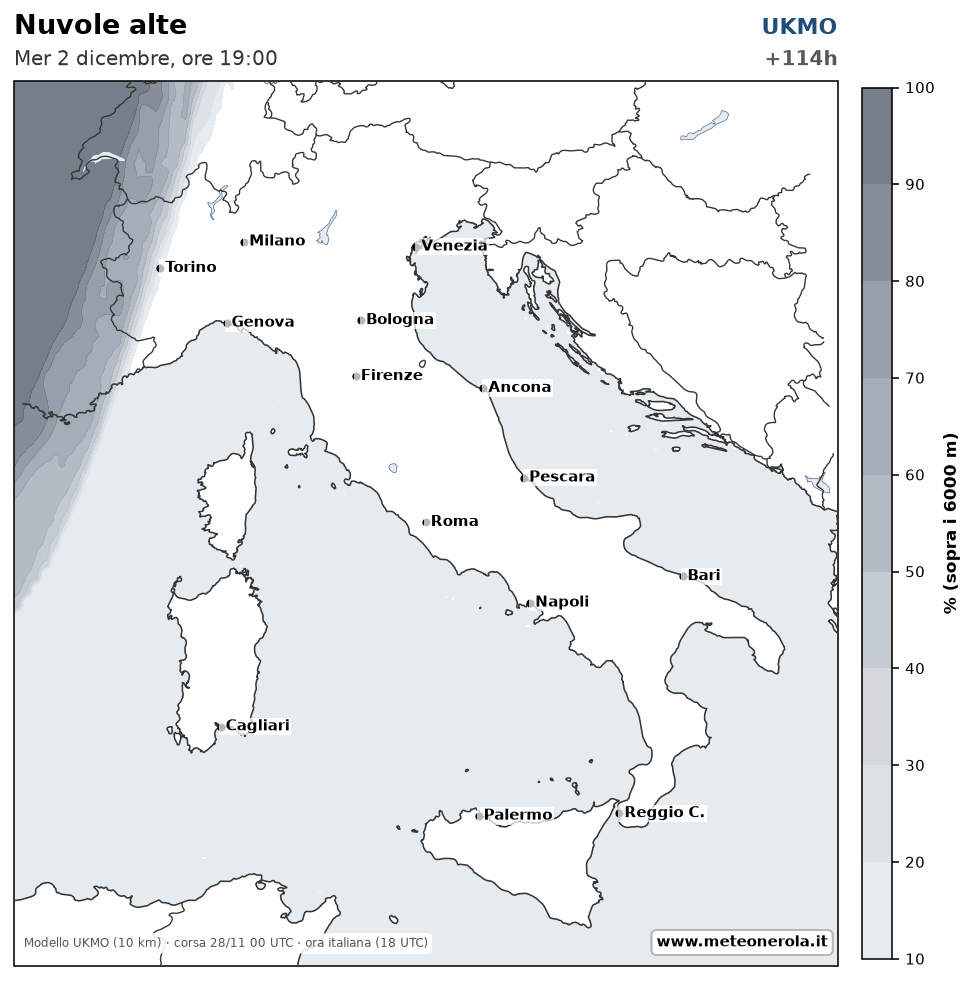 Nuvole alte
UKMO
Mer 2 dicembre, ore 19:00
+114h
100
90
80
70
60
50
40
30
20
10
% (sopra i 6000 m)
Milano
Venezia
Torino
Genova
Bologna
Firenze
Ancona
Pescara
Roma
Bari
Napoli
Cagliari
Palermo
Reggio C.
Modello UKMO (10 km) · corsa 28/11 00 UTC · ora italiana (18 UTC)
www.meteonerola.it